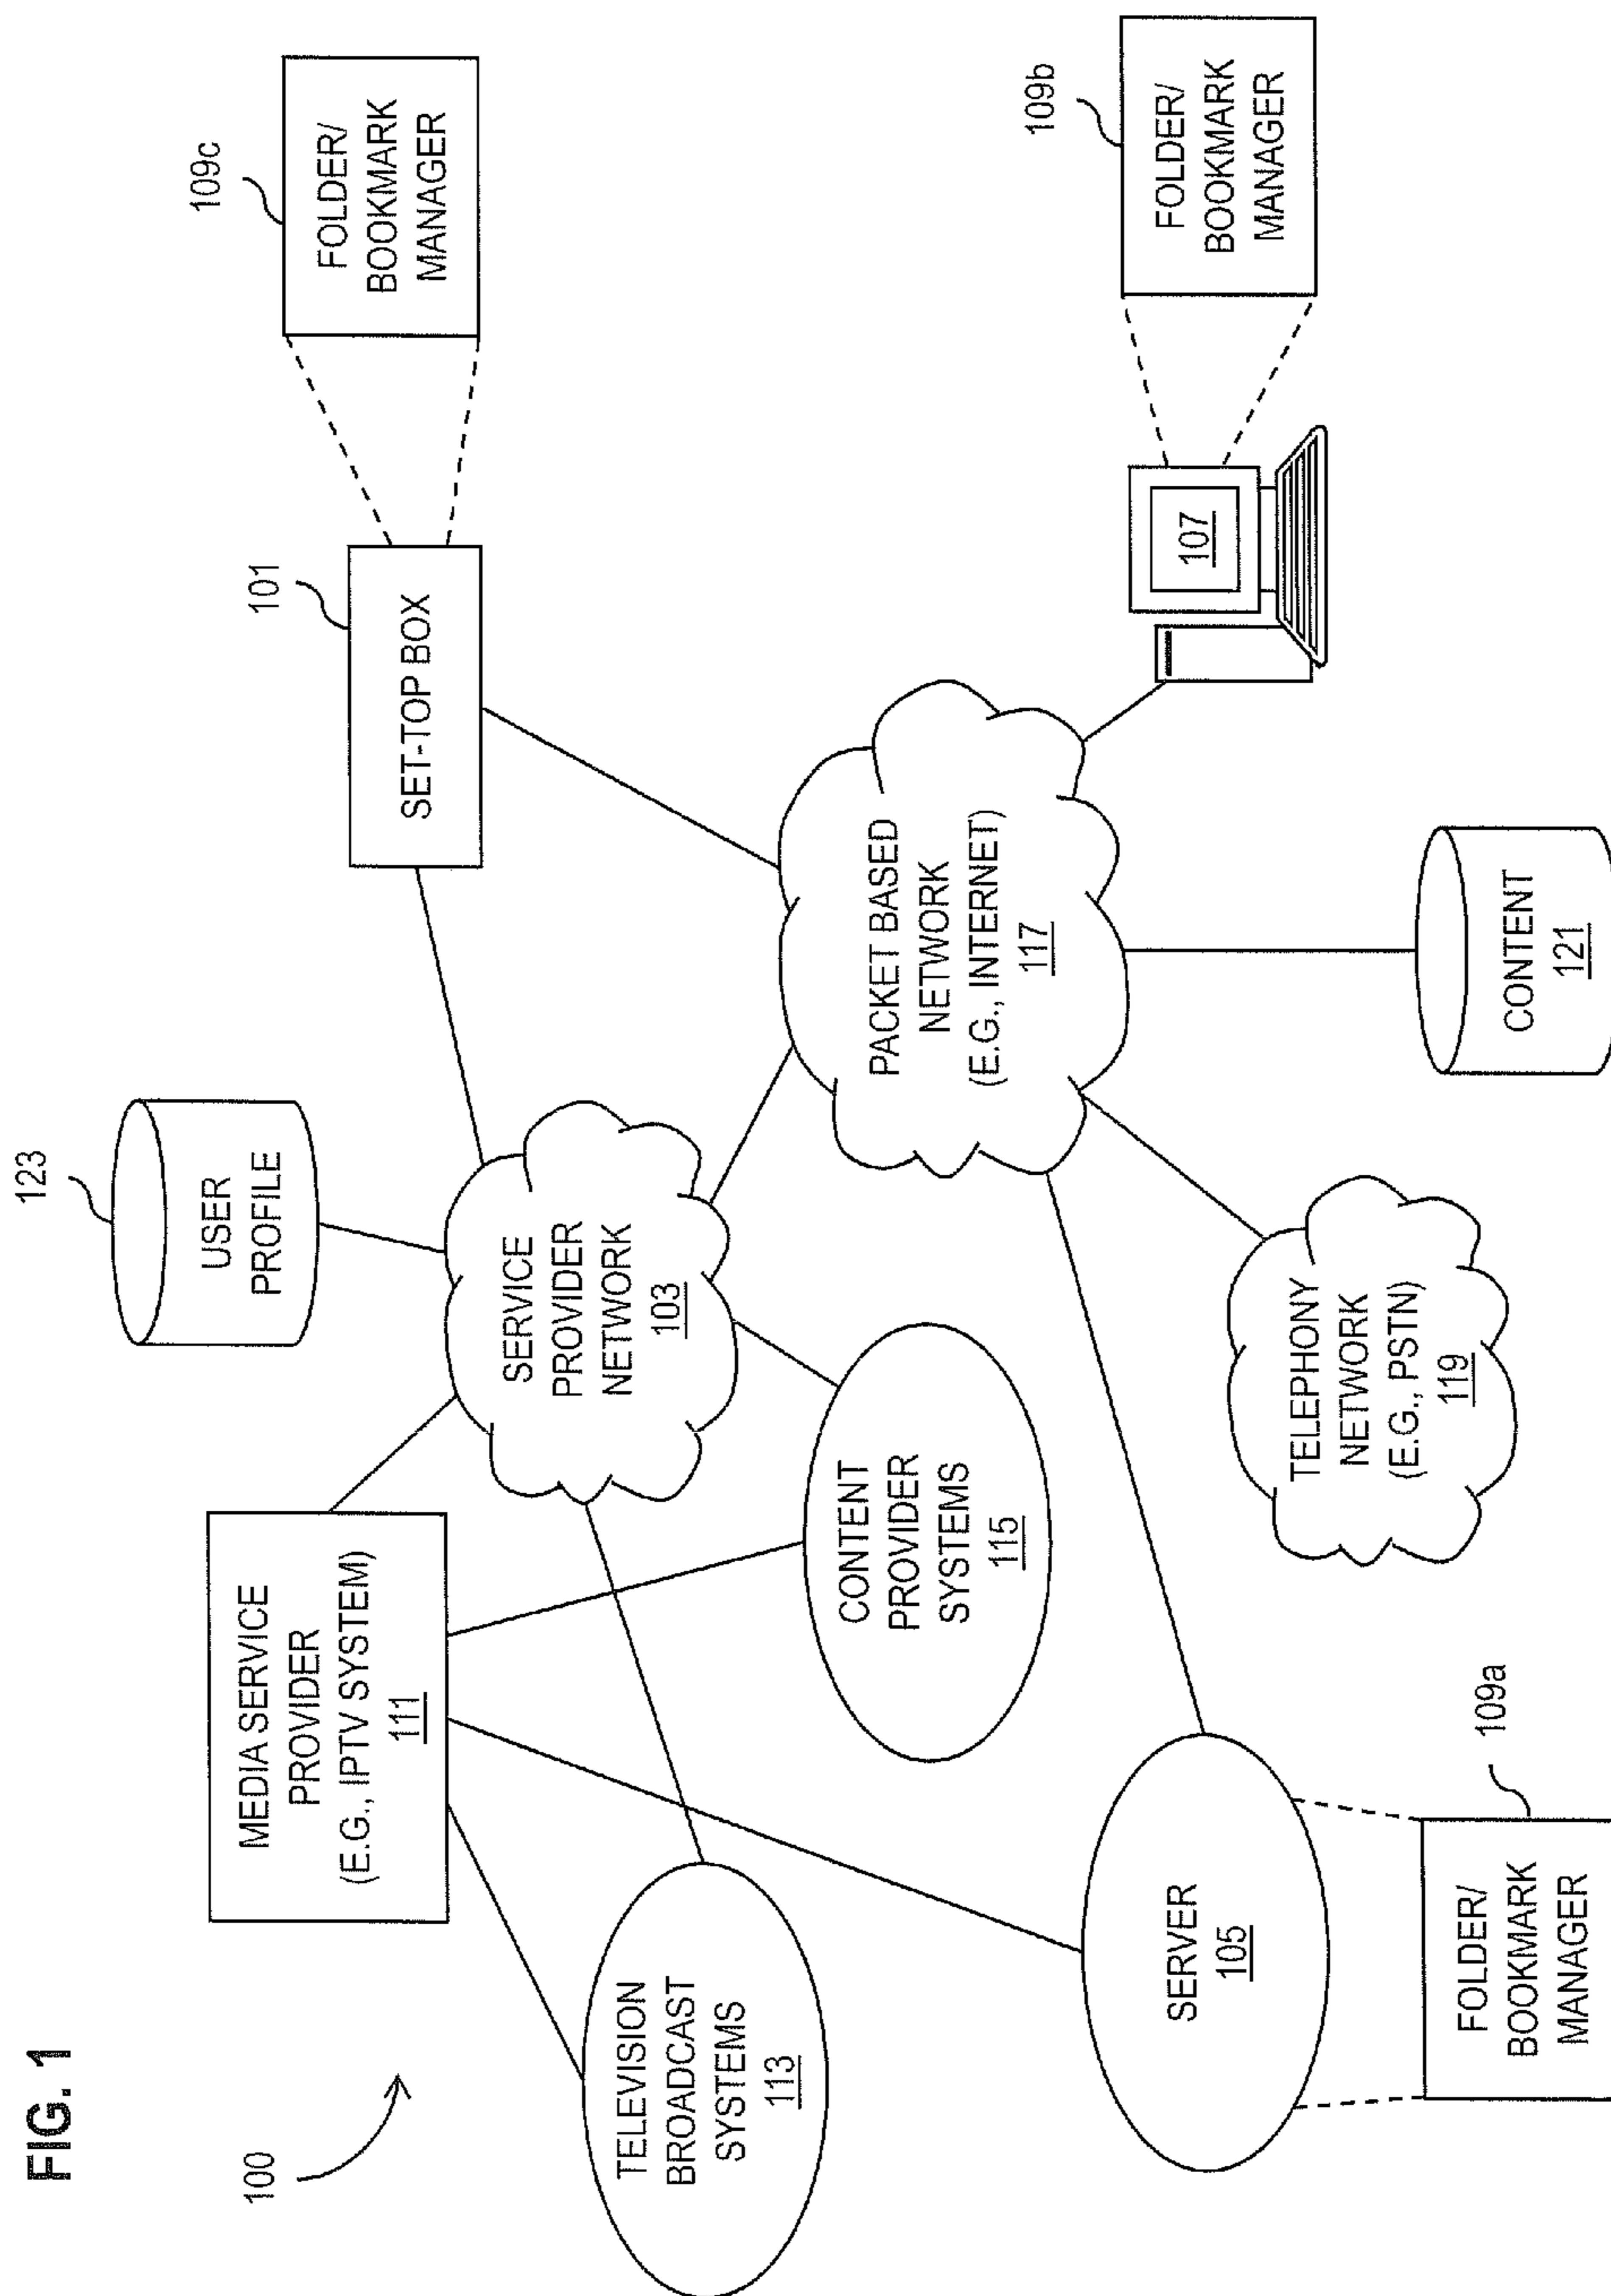 FIG. 1
100
MEDIA SERVICE
PROVIDER
(E.G., IPTV SYSTEM)
111
123
USER
PROFILE
101
SET-TOP BOX
109c
FOLDER/
BOOKMARK
MANAGER
TELEVISION
BROADCAST
SYSTEMS
113
SERVICE
PROVIDER
NETWORK
103
CONTENT
PROVIDER
SYSTEMS
115
PACKET BASED
NETWORK
(E.G., INTERNET)
117
107
109b
FOLDER/
BOOKMARK
MANAGER
SERVER
105
109a
FOLDER/
BOOKMARK
MANAGER
TELEPHONY
NETWORK
(E.G., PSTN)
119
CONTENT
121